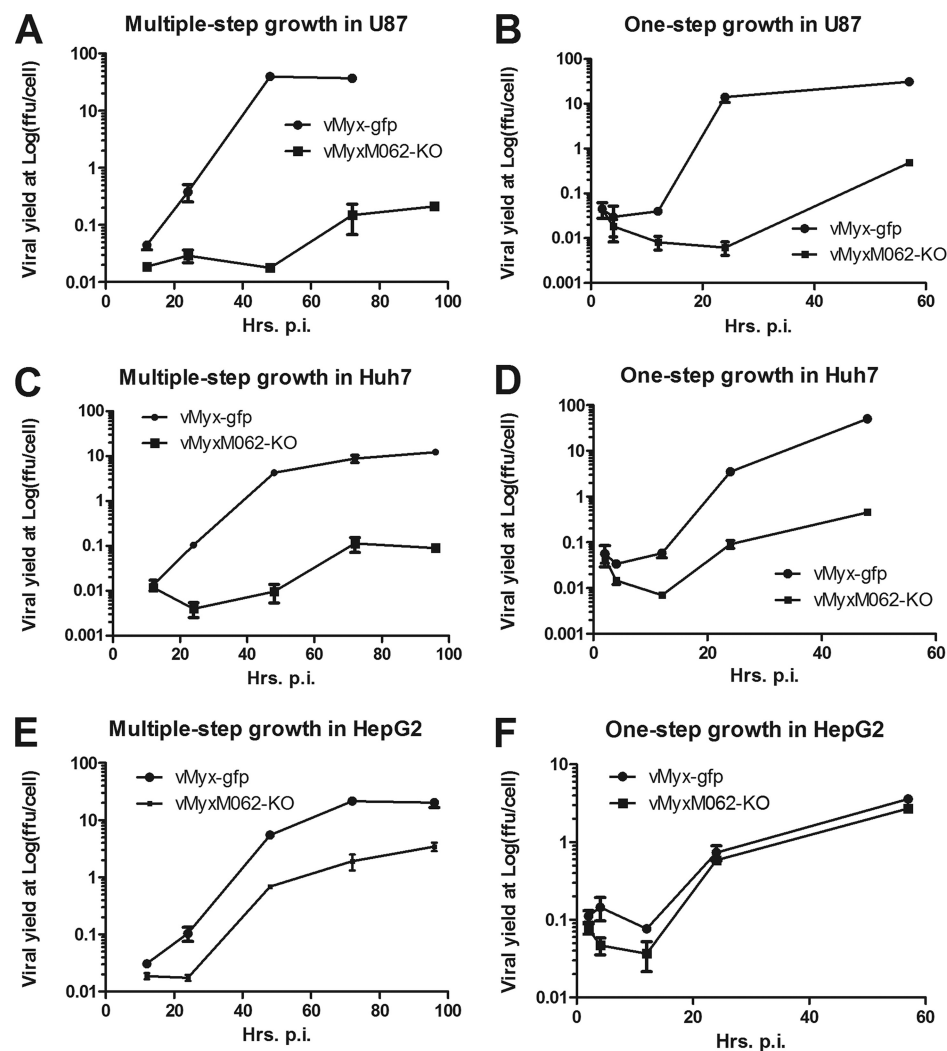 A
Multiple-step growth in U87
Viral yield at Log(ffu/cell)
100
10
1
0.1
0.01
vMyx-gfp
vMyxM062-KO
0 20 40 60 80 100
Hrs. p.i.
B
One-step growth in U87
Viral yield at Log(ffu/cell)
100
10
1
0.1
0.01
0.001
vMyx-gfp
vMyxM062-KO
0 20 40 60
Hrs. p.i.
C
Multiple-step growth in Huh7
Viral yield at Log(ffu/cell)
100
10
1
0.1
0.01
0.001
vMyx-gfp
vMyxM062-KO
0 20 40 60 80 100
Hrs. p.i.
D
One-step growth in Huh7
Viral yield at Log(ffu/cell)
100
10
1
0.1
0.01
0.001
vMyx-gfp
vMyxM062-KO
0 20 40 60
Hrs. p.i.
E
Multiple-step growth in HepG2
Viral yield at Log(ffu/cell)
100
10
1
0.1
0.01
vMyx-gfp
vMyxM062-KO
0 20 40 60 80 100
Hrs. p.i.
F
One-step growth in HepG2
Viral yield at Log(ffu/cell)
10
1
0.1
0.01
vMyx-gfp
vMyxM062-KO
0 20 40 60
Hrs. p.i.